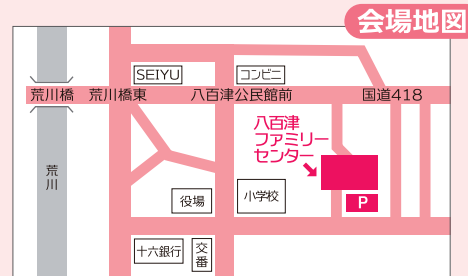 会場地図
SEIYU
コンビニ
荒川橋
荒川橋東
八百津公民館前
国道418
八百津
ファミリー
センター
荒川
役場
小学校
P
十六銀行
交番